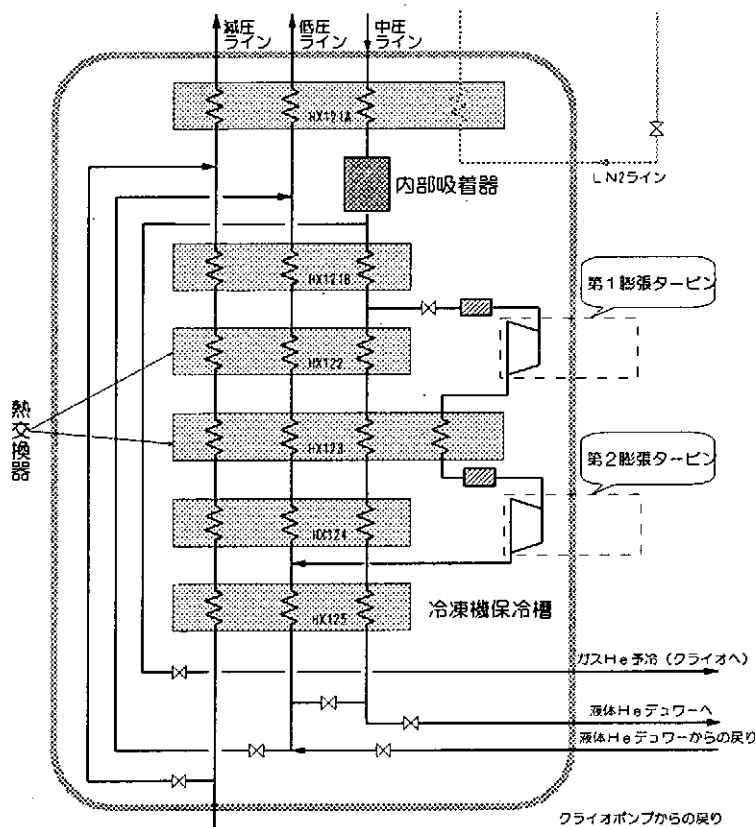 減圧
ライン
低圧
ライン
中圧
ライン
HX121A
LN2ライン
内部吸着器
HX121B
第1膨張タービン
HX122
熱交換器
HX123
第2膨張タービン
HX124
HX125
冷凍機保冷槽
ガスHe予冷（クライオへ）
液体Heデュワーへ
液体Heデュワーからの戻り
クライオポンプからの戻り